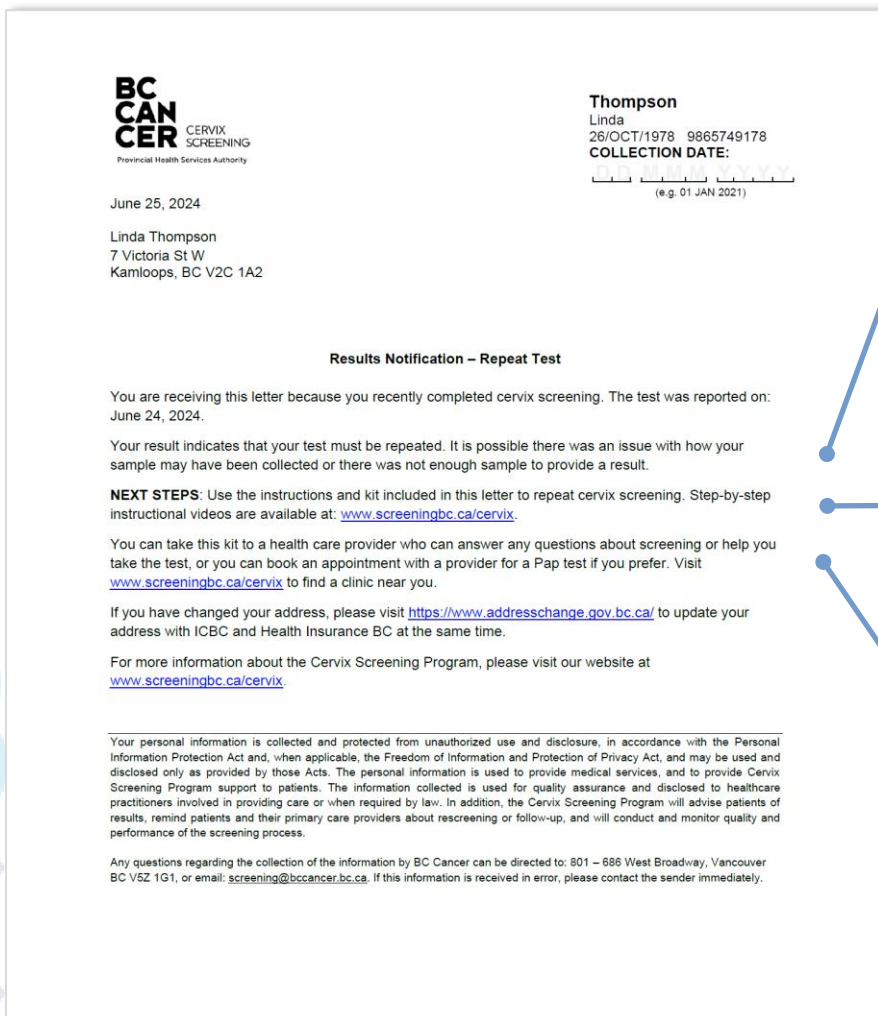 BC
CAN
CER CERVIX
SCREENING
Provincial Health Services Authority
Thompson
Linda
26/OCT/1978 9865749178
COLLECTION DATE:
D D M M M Y Y Y Y
(e.g. 01 JAN 2021)
June 25, 2024
Linda Thompson
7 Victoria St W
Kamloops, BC V2C 1A2
Results Notification – Repeat Test
You are receiving this letter because you recently completed cervix screening. The test was reported on:
June 24, 2024.
Your result indicates that your test must be repeated. It is possible there was an issue with how your
sample may have been collected or there was not enough sample to provide a result.
NEXT STEPS: Use the instructions and kit included in this letter to repeat cervix screening. Step-by-step
instructional videos are available at: www.screeningbc.ca/cervix.
You can take this kit to a health care provider who can answer any questions about screening or help you
take the test, or you can book an appointment with a provider for a Pap test if you prefer. Visit
www.screeningbc.ca/cervix to find a clinic near you.
If you have changed your address, please visit https://www.addresschange.gov.bc.ca/ to update your
address with ICBC and Health Insurance BC at the same time.
For more information about the Cervix Screening Program, please visit our website at
www.screeningbc.ca/cervix.
Your personal information is collected and protected from unauthorized use and disclosure, in accordance with the Personal
Information Protection Act and, when applicable, the Freedom of Information and Protection of Privacy Act, and may be used and
disclosed only as provided by those Acts. The personal information is used to provide medical services, and to provide Cervix
Screening Program support to patients. The information collected is used for quality assurance and disclosed to healthcare
practitioners involved in providing care or when required by law. In addition, the Cervix Screening Program will advise patients of
results, remind patients and their primary care providers about rescreening or follow-up, and will conduct and monitor quality and
performance of the screening process.
Any questions regarding the collection of the information by BC Cancer can be directed to: 801 – 686 West Broadway, Vancouver
BC V5Z 1G1, or email: screening@bccancer.bc.ca. If this information is received in error, please contact the sender immediately.